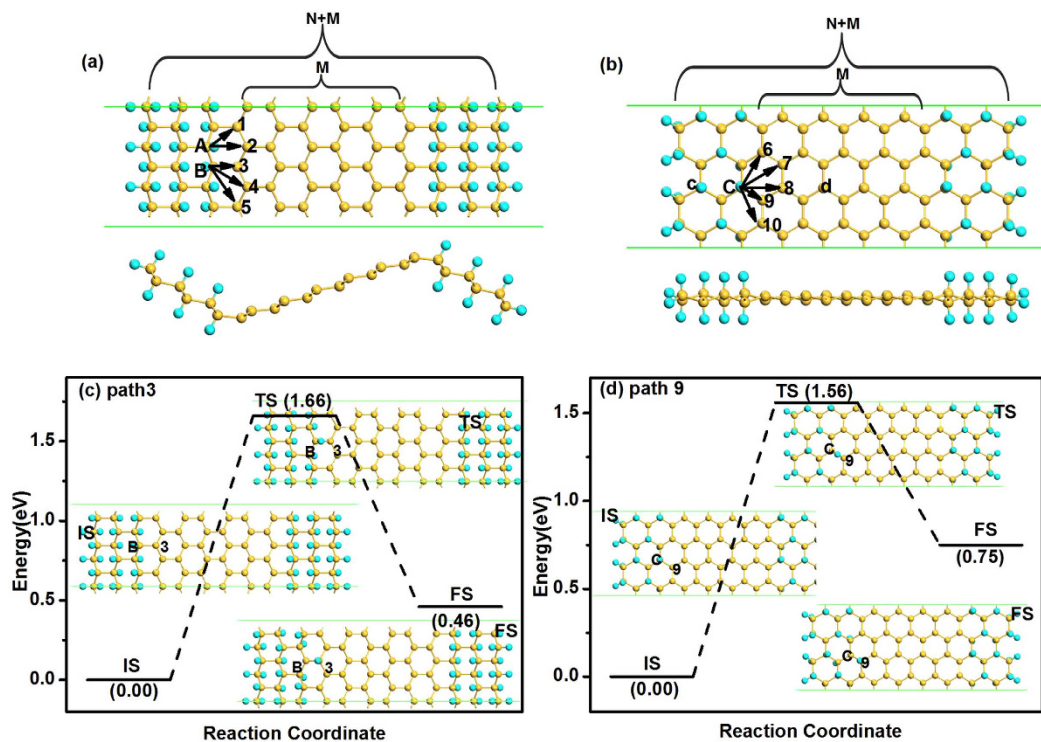 N+M
(a)
M
A
B
1
2
3
4
5
N+M
(b)
M
c
C
d
6
7
8
9
10
(c) path3
TS (1.66)
TS
B
3
IS
B
3
FS
(0.46)
FS
B
3
IS
(0.00)
1.5
1.0
0.5
0.0
Energy(eV)
Reaction Coordinate
(d) path 9
TS (1.56)
TS
C
9
IS
C
9
FS
(0.75)
FS
C
9
IS
(0.00)
1.5
1.0
0.5
0.0
Energy(eV)
Reaction Coordinate